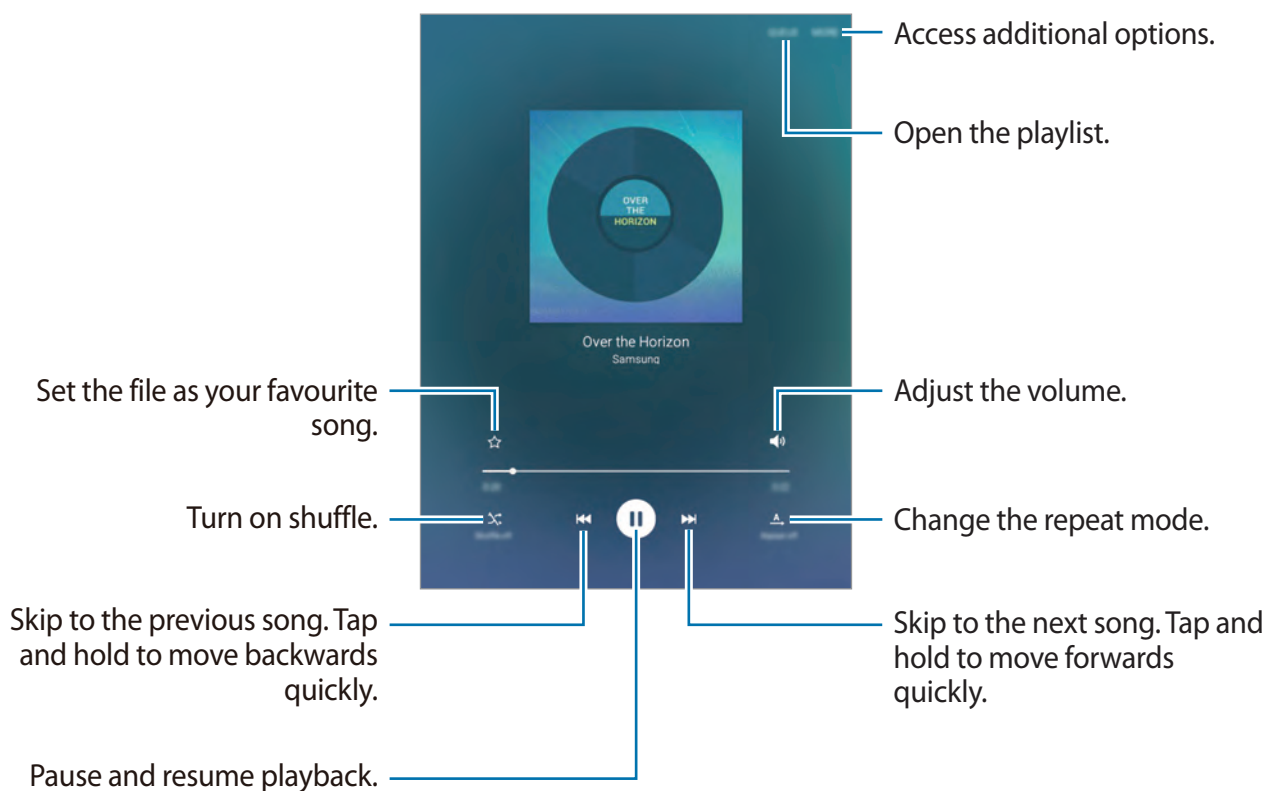 Access additional options.
Open the playlist.
OVER
THE
HORIZON
Over the Horizon
Samsung
Set the file as your favourite
song.
Adjust the volume.
Turn on shuffle.
Change the repeat mode.
Skip to the previous song. Tap
and hold to move backwards
quickly.
Skip to the next song. Tap and
hold to move forwards
quickly.
Pause and resume playback.